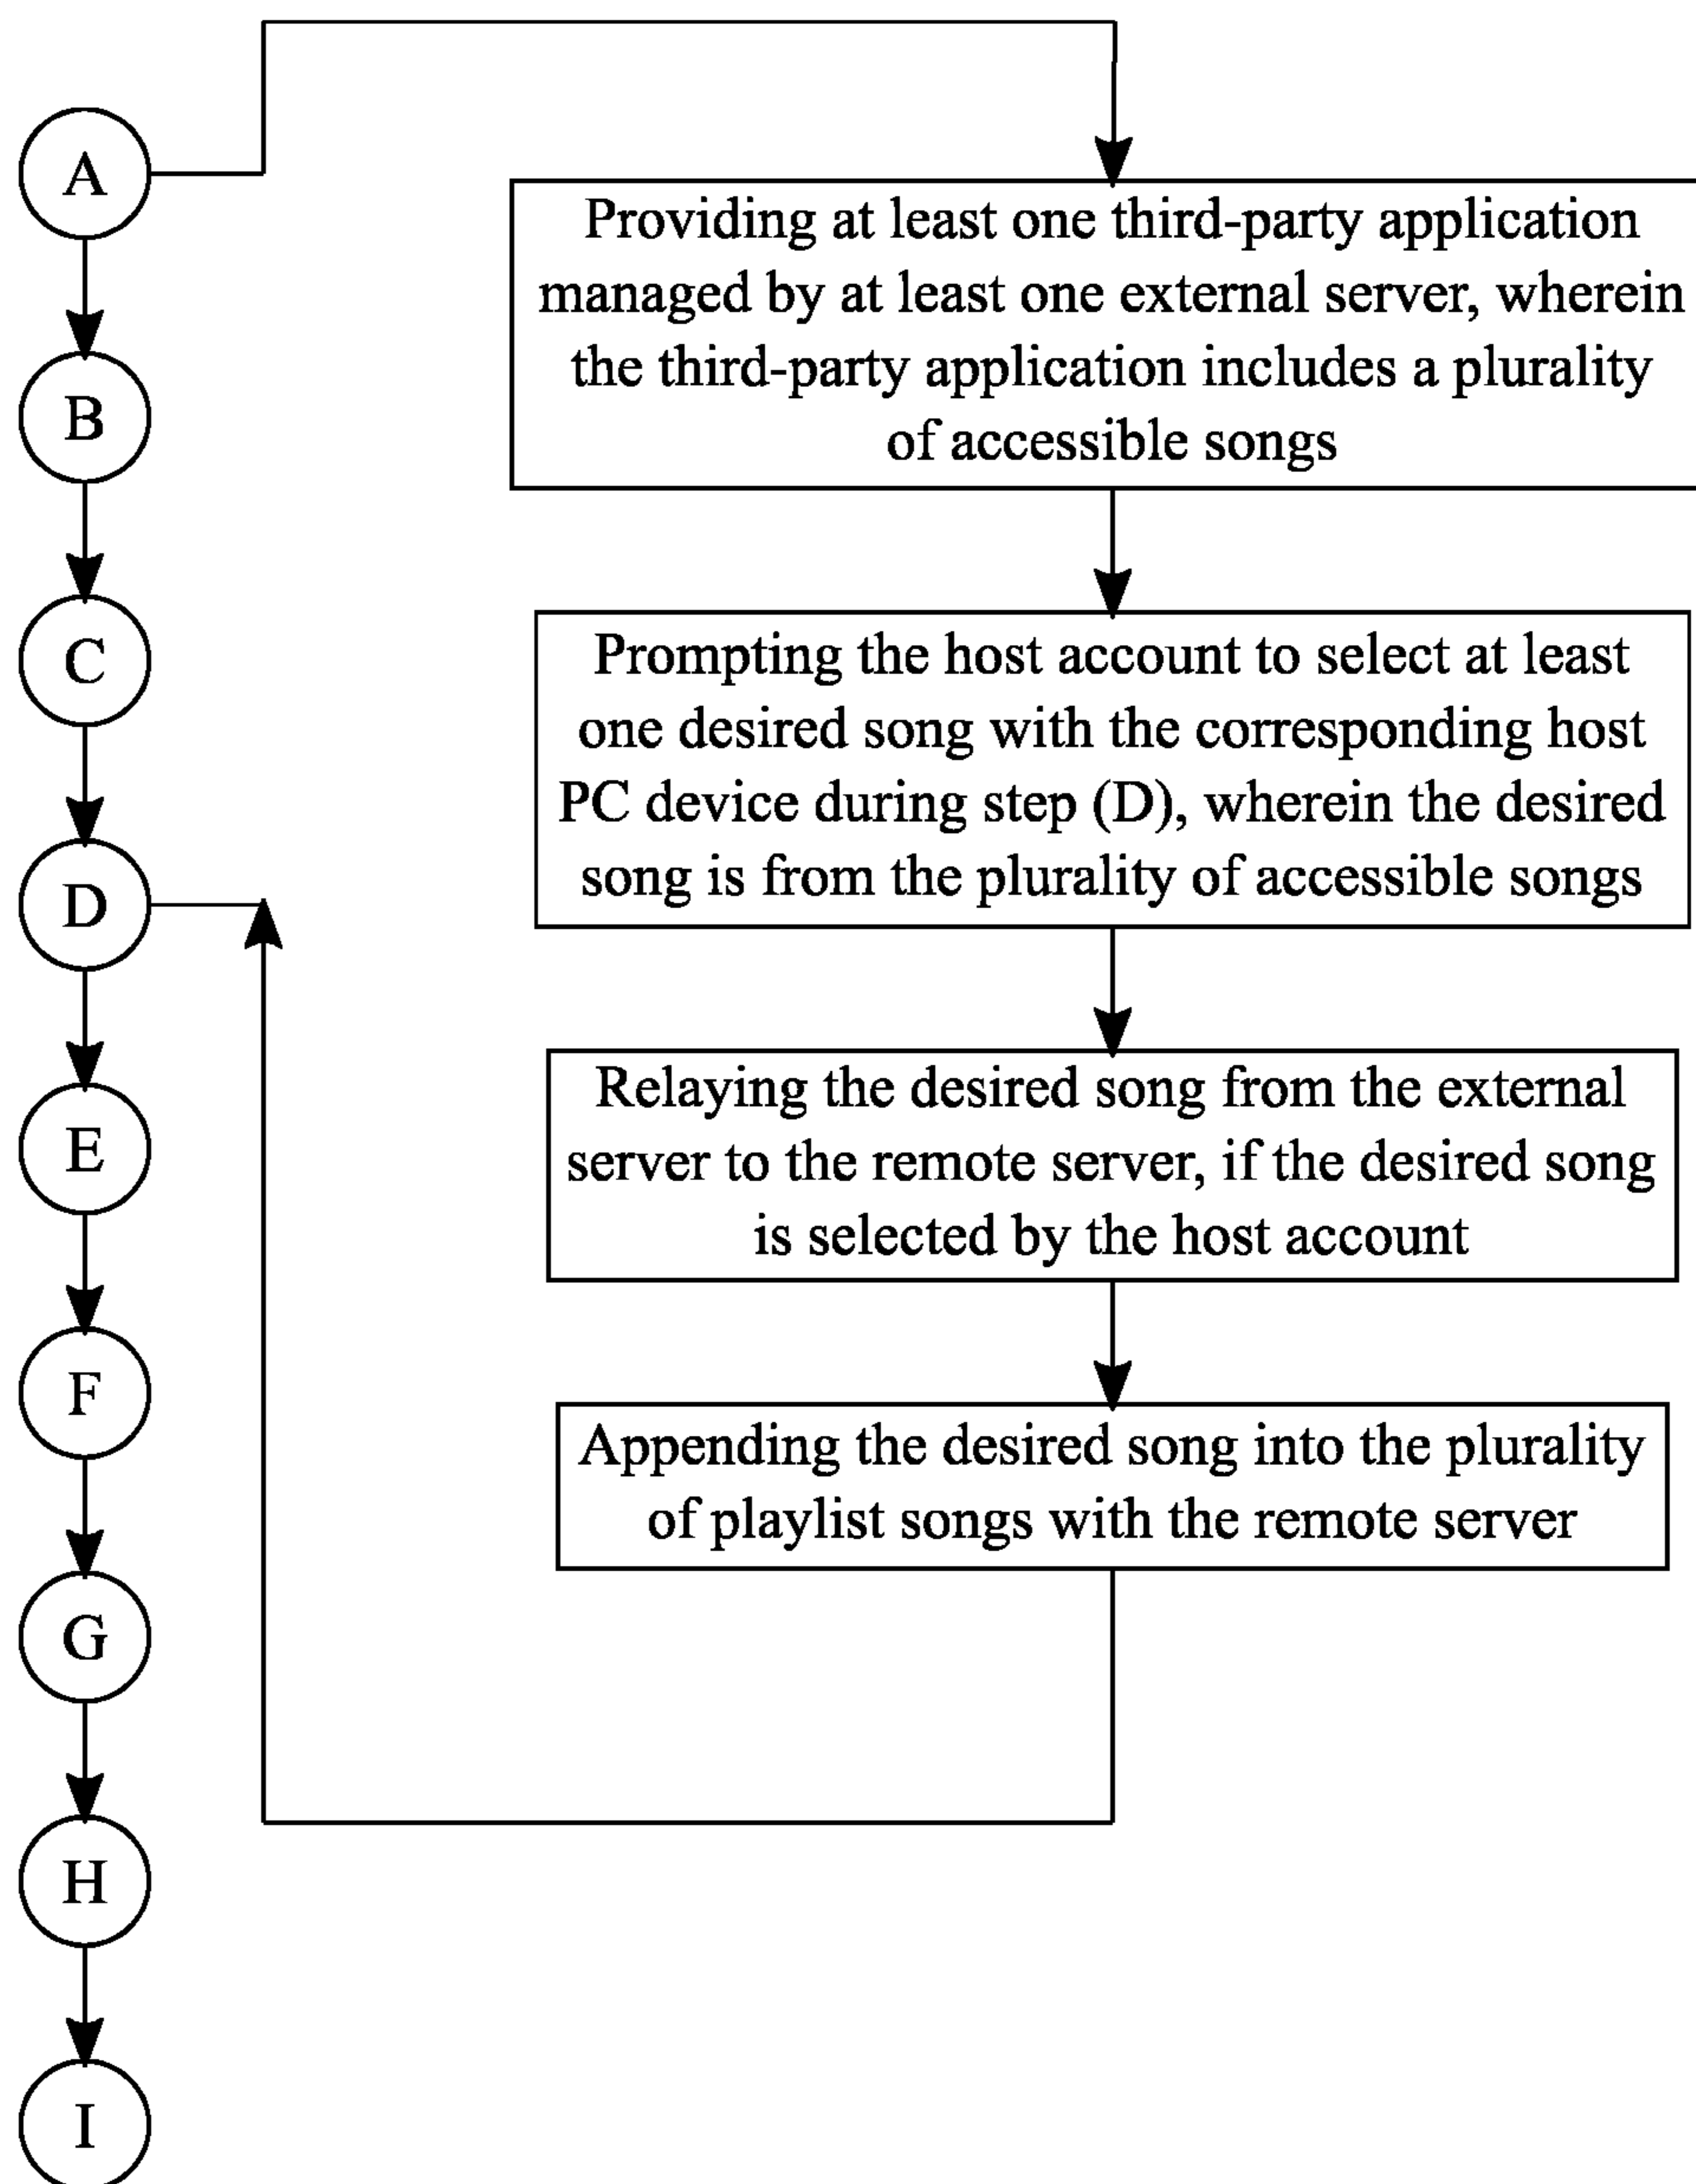 A
B
C
D
E
F
G
H
I
Providing at least one third-party application
managed by at least one external server, wherein
the third-party application includes a plurality
of accessible songs
Prompting the host account to select at least
one desired song with the corresponding host
PC device during step (D), wherein the desired
song is from the plurality of accessible songs
Relaying the desired song from the external
server to the remote server, if the desired song
is selected by the host account
Appending the desired song into the plurality
of playlist songs with the remote server